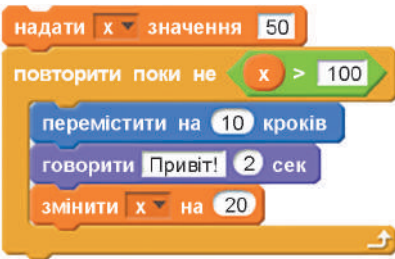 надати x значення 50
повторити поки не x > 100
перемістити на 10 кроків
говорити Привіт! 2 сек
змінити x на 20